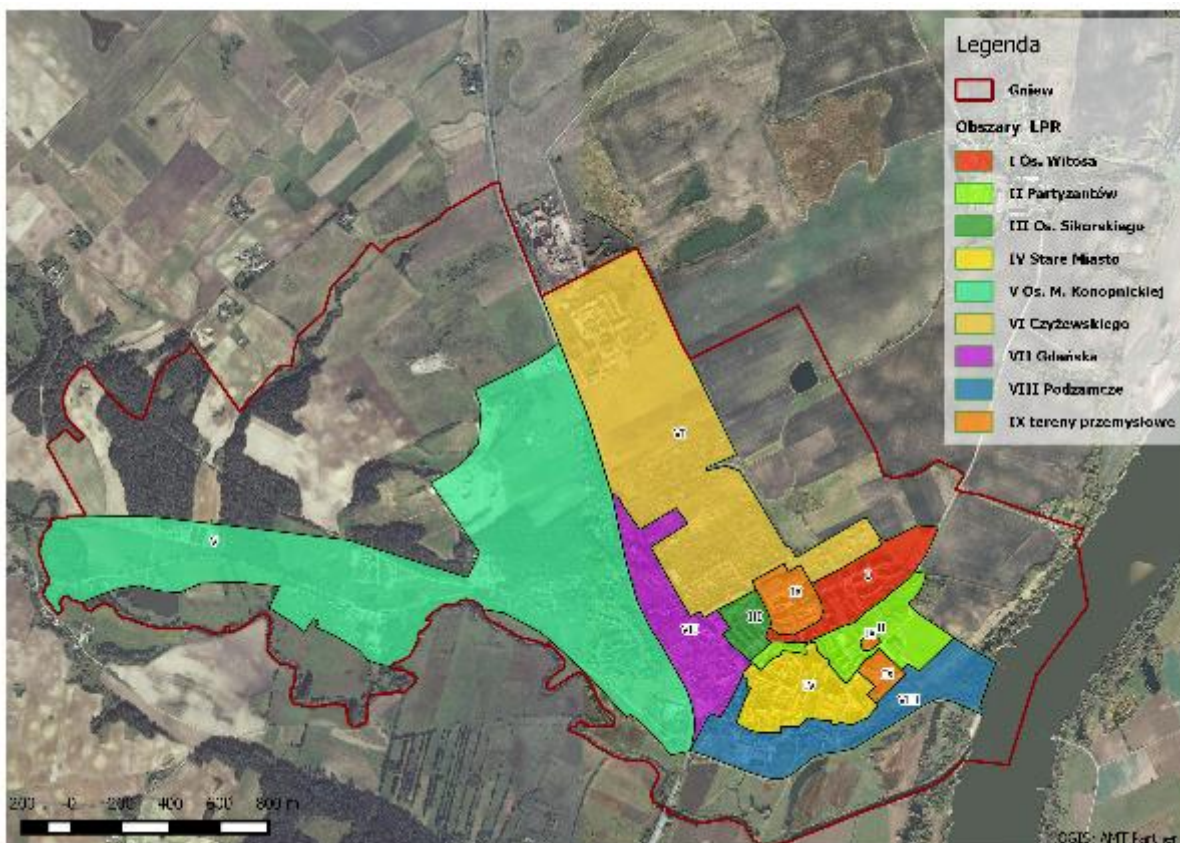 Legenda
Gniew
Obszary LPR
I Os. Witosa
II Partyzantów
III Os. Sikorskiego
IV Stare Miasto
V Os. M. Konopnickiej
VI Czyżewskiego
VII Gdańska
VIII Podzamcze
IX tereny przemysłowe
VI
V
I
IX
III
II
VII
IX
IV
IX
VIII
200 0 200 400 600 800 m
QGIS: AMT Partner